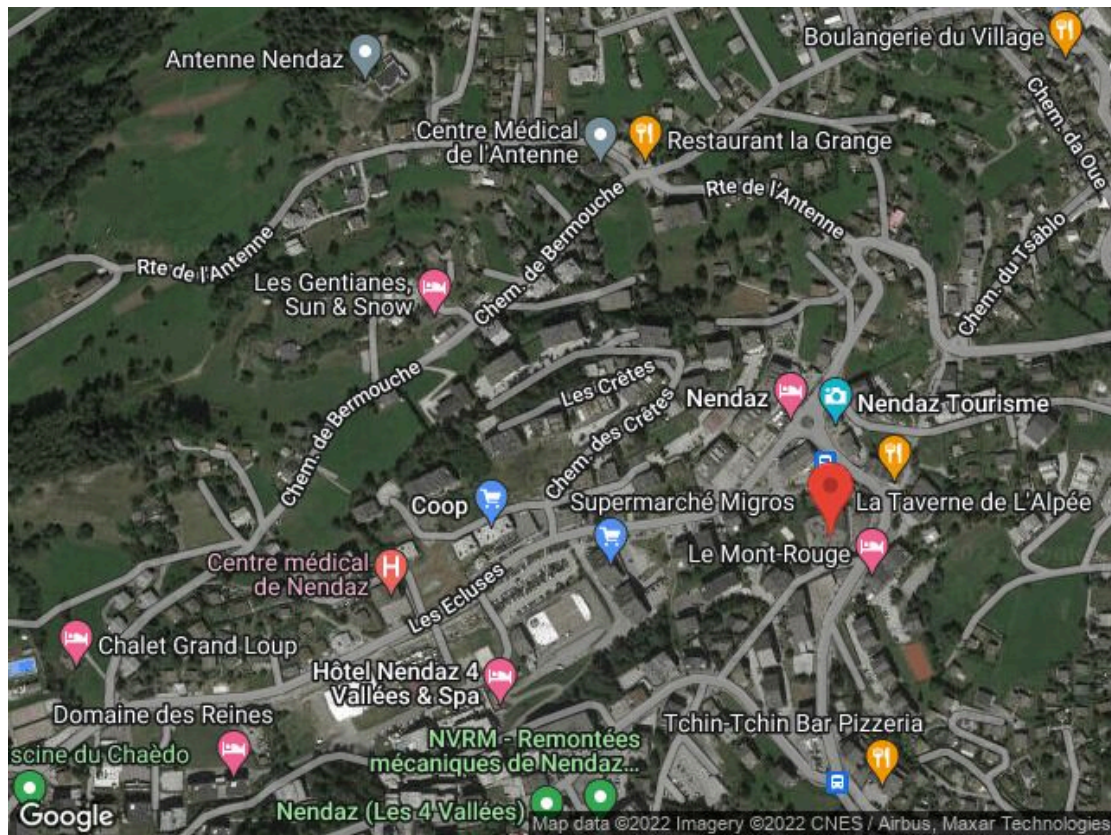 Boulangerie du Village
Antenne Nendaz
Chem. da Oue
Centre Médical
de l'Antenne
Restaurant la Grange
Rte de l'Antenne
Chem. de Bermouche
Rte de l'Antenne
Chem. du Tsâblo
Les Gentianes,
Sun & Snow
Les Crêtes
Chem. des Crêtes
Nendaz
Nendaz Tourisme
Chem. de Bermouche
Coop
Supermarché Migros
La Taverne de L'Alpée
Le Mont-Rouge
Centre médical
de Nendaz
H
Les Ecluses
Chalet Grand Loup
Hôtel Nendaz 4
Vallées & Spa
Domaine des Reines
Tchin-Tchin Bar Pizzeria
scine du Chaèdo
NVRM - Remontées
mécaniques de Nendaz...
Nendaz (Les 4 Vallées)
Google
Map data ©2022 Imagery ©2022 CNES / Airbus, Maxar Technologies